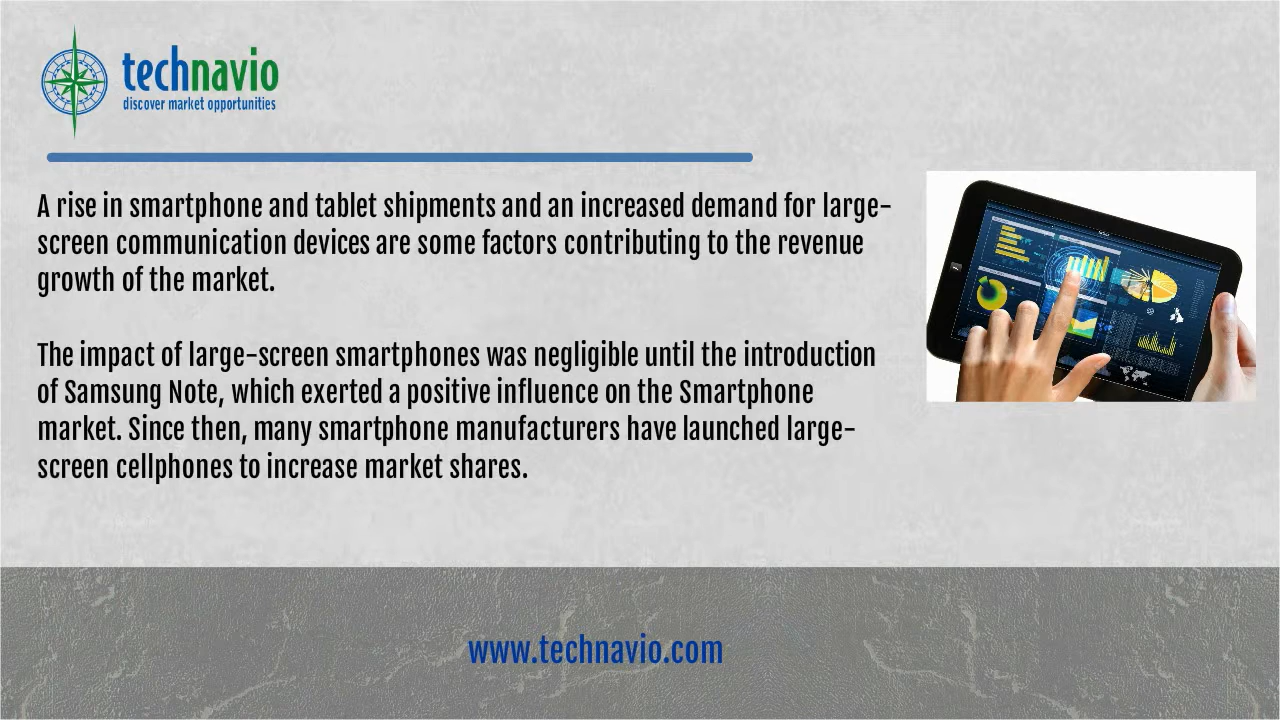 technavio
discover market opportunities
A rise in smartphone and tablet shipments and an increased demand for large-
screen communication devices are some factors contributing to the revenue
growth of the market.
The impact of large-screen smartphones was negligible until the introduction
of Samsung Note, which exerted a positive influence on the Smartphone
market. Since then, many smartphone manufacturers have launched large-
screen cellphones to increase market shares.
www.technavio.com